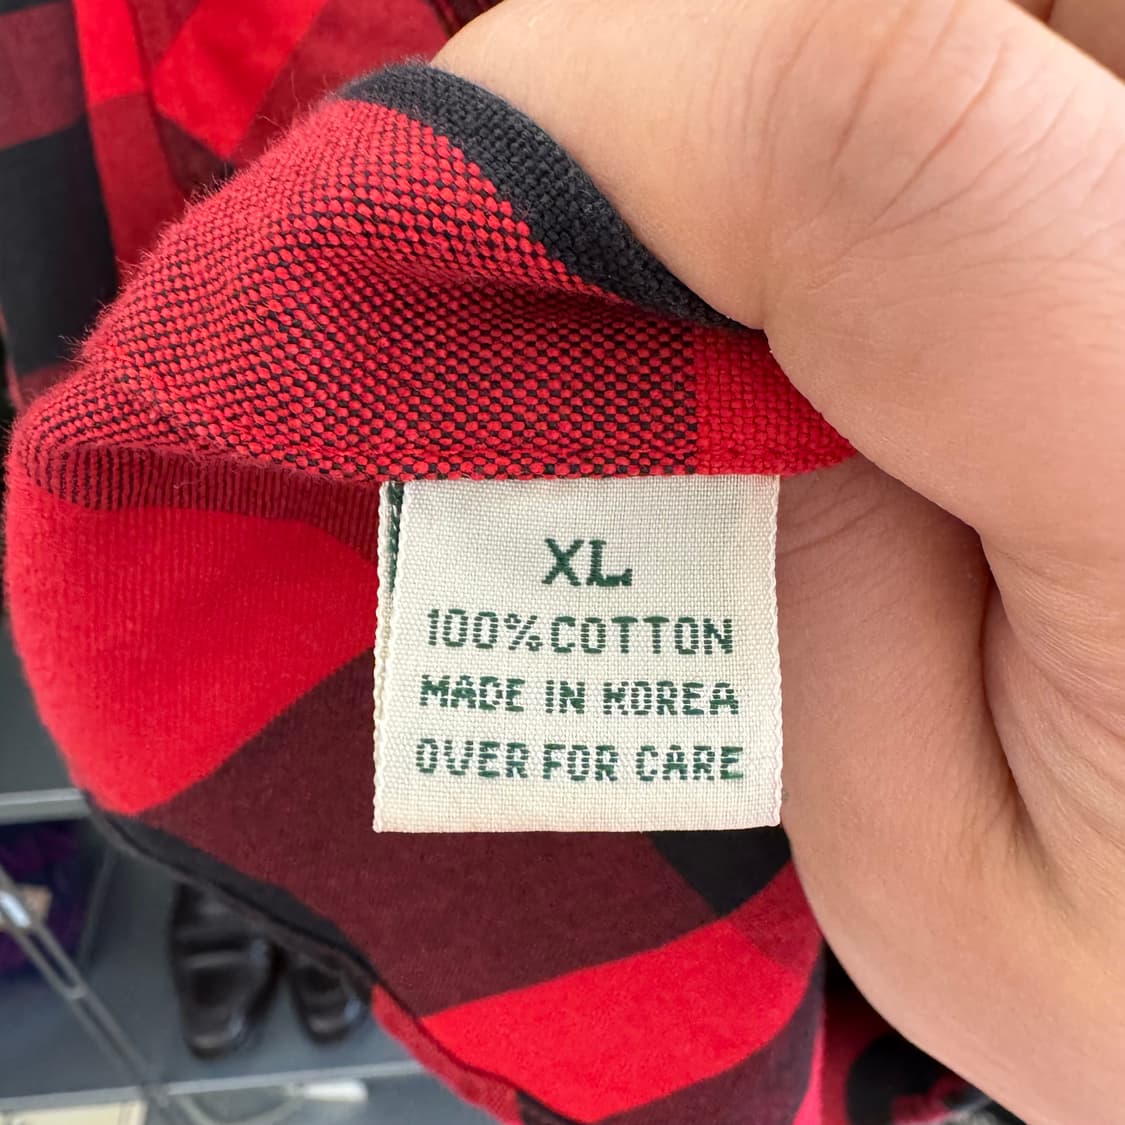 XL
100% COTTON
MADE IN KOREA
OVER FOR CARE